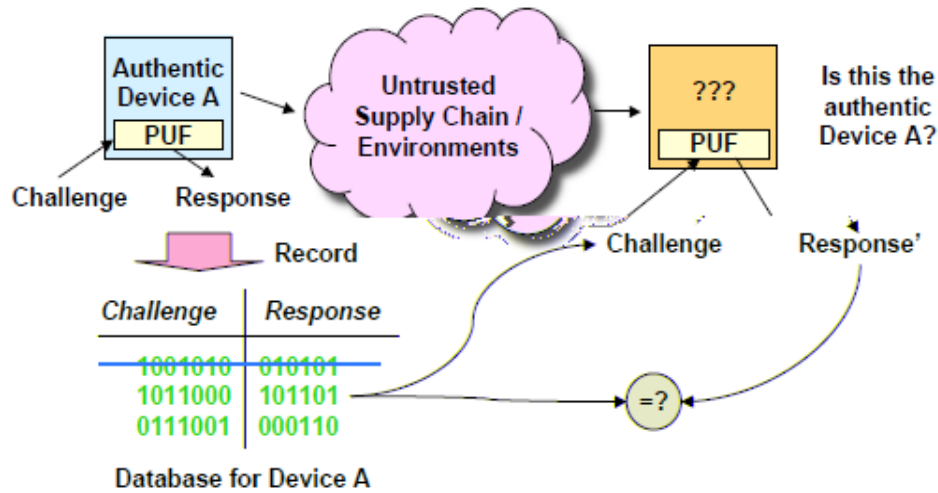 Authentic
Device A
PUF
Challenge
Response
Untrusted
Supply Chain /
Environments
???
PUF
Is this the
authentic
Device A?
Record
Challenge
Response’
Challenge Response
1001010 010101
1011000 101101
0111001 000110
=?
Database for Device A